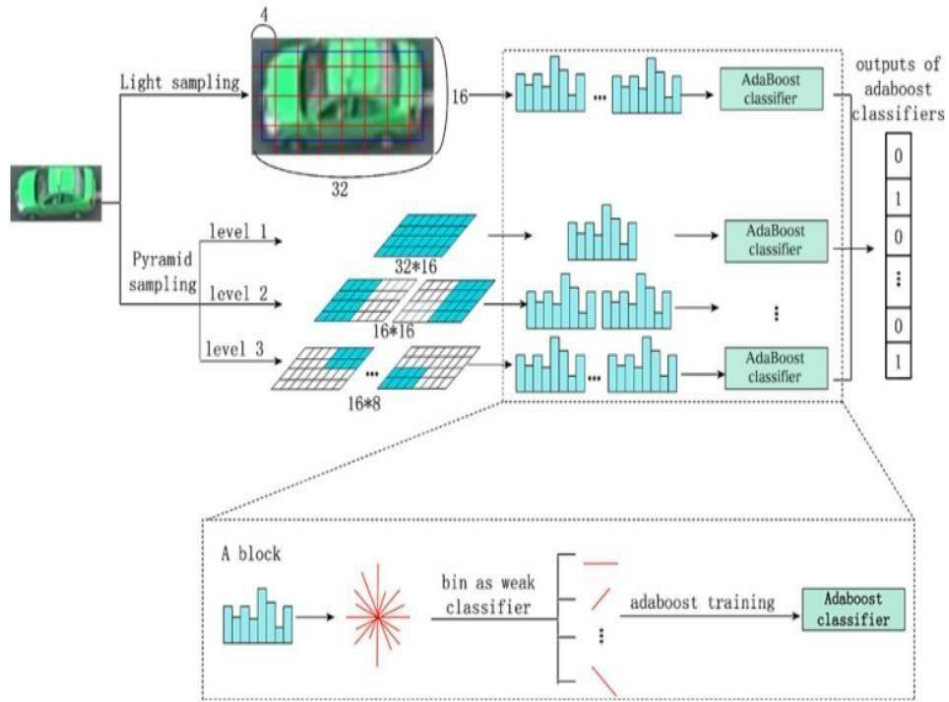 4
Light sampling
16
32
...
AdaBoost
classifier
outputs of
adaboost
classifiers
0
1
0
⋮
0
1
Pyramid
sampling
level 1
32*16
AdaBoost
classifier
level 2
16*16
⋮
level 3
...
16*8
...
AdaBoost
classifier
A block
bin as weak
classifier
⋮
adaboost training
Adaboost
classifier